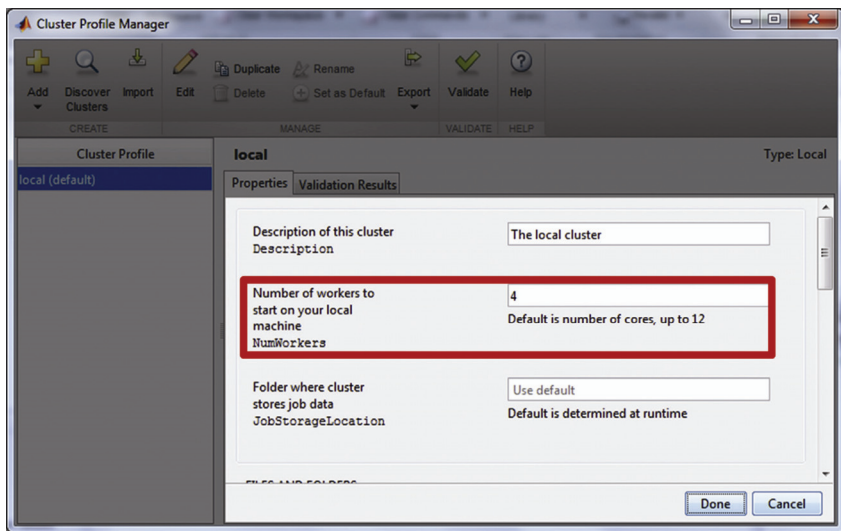 Cluster Profile Manager
Add
Discover
Clusters
Import
Edit
Duplicate
Delete
Rename
Set as Default
Export
Validate
Help
CREATE
MANAGE
VALIDATE
HELP
Cluster Profile
local (default)
local
Type: Local
Properties
Validation Results
Description of this cluster
Description
The local cluster
Number of workers to
start on your local
machine
NumWorkers
4
Default is number of cores, up to 12
Folder where cluster
stores job data
JobStorageLocation
Use default
Default is determined at runtime
FILES AND FOLDERS
Done
Cancel